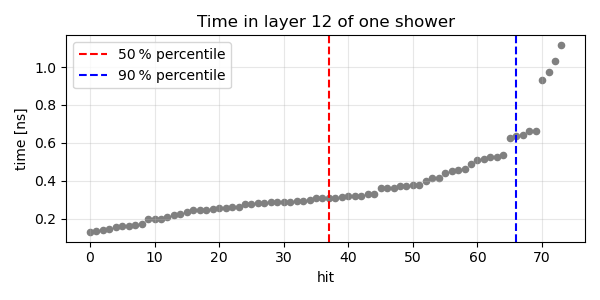 Time in layer 12 of one shower
50 % percentile
90 % percentile
time [ns]
1.0
0.8
0.6
0.4
0.2
0 10 20 30 40 50 60 70
hit